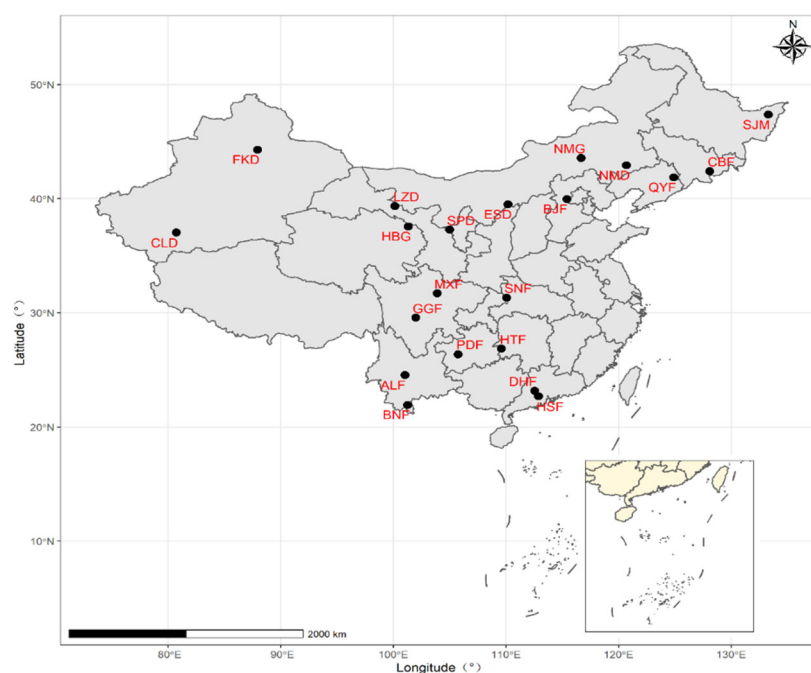 N
50°N
SJM
NMG
FKD
CBF
NMD
QYF
40°N
LZD
ESD
BJF
SPD
HBG
CLD
MXF
SNF
30°N
GGF
PDF
HTF
ALF
DHF
HSF
BNF
20°N
10°N
2000 km
80°E
90°E
100°E
110°E
120°E
130°E
Longitude（°）
Latitude（°）